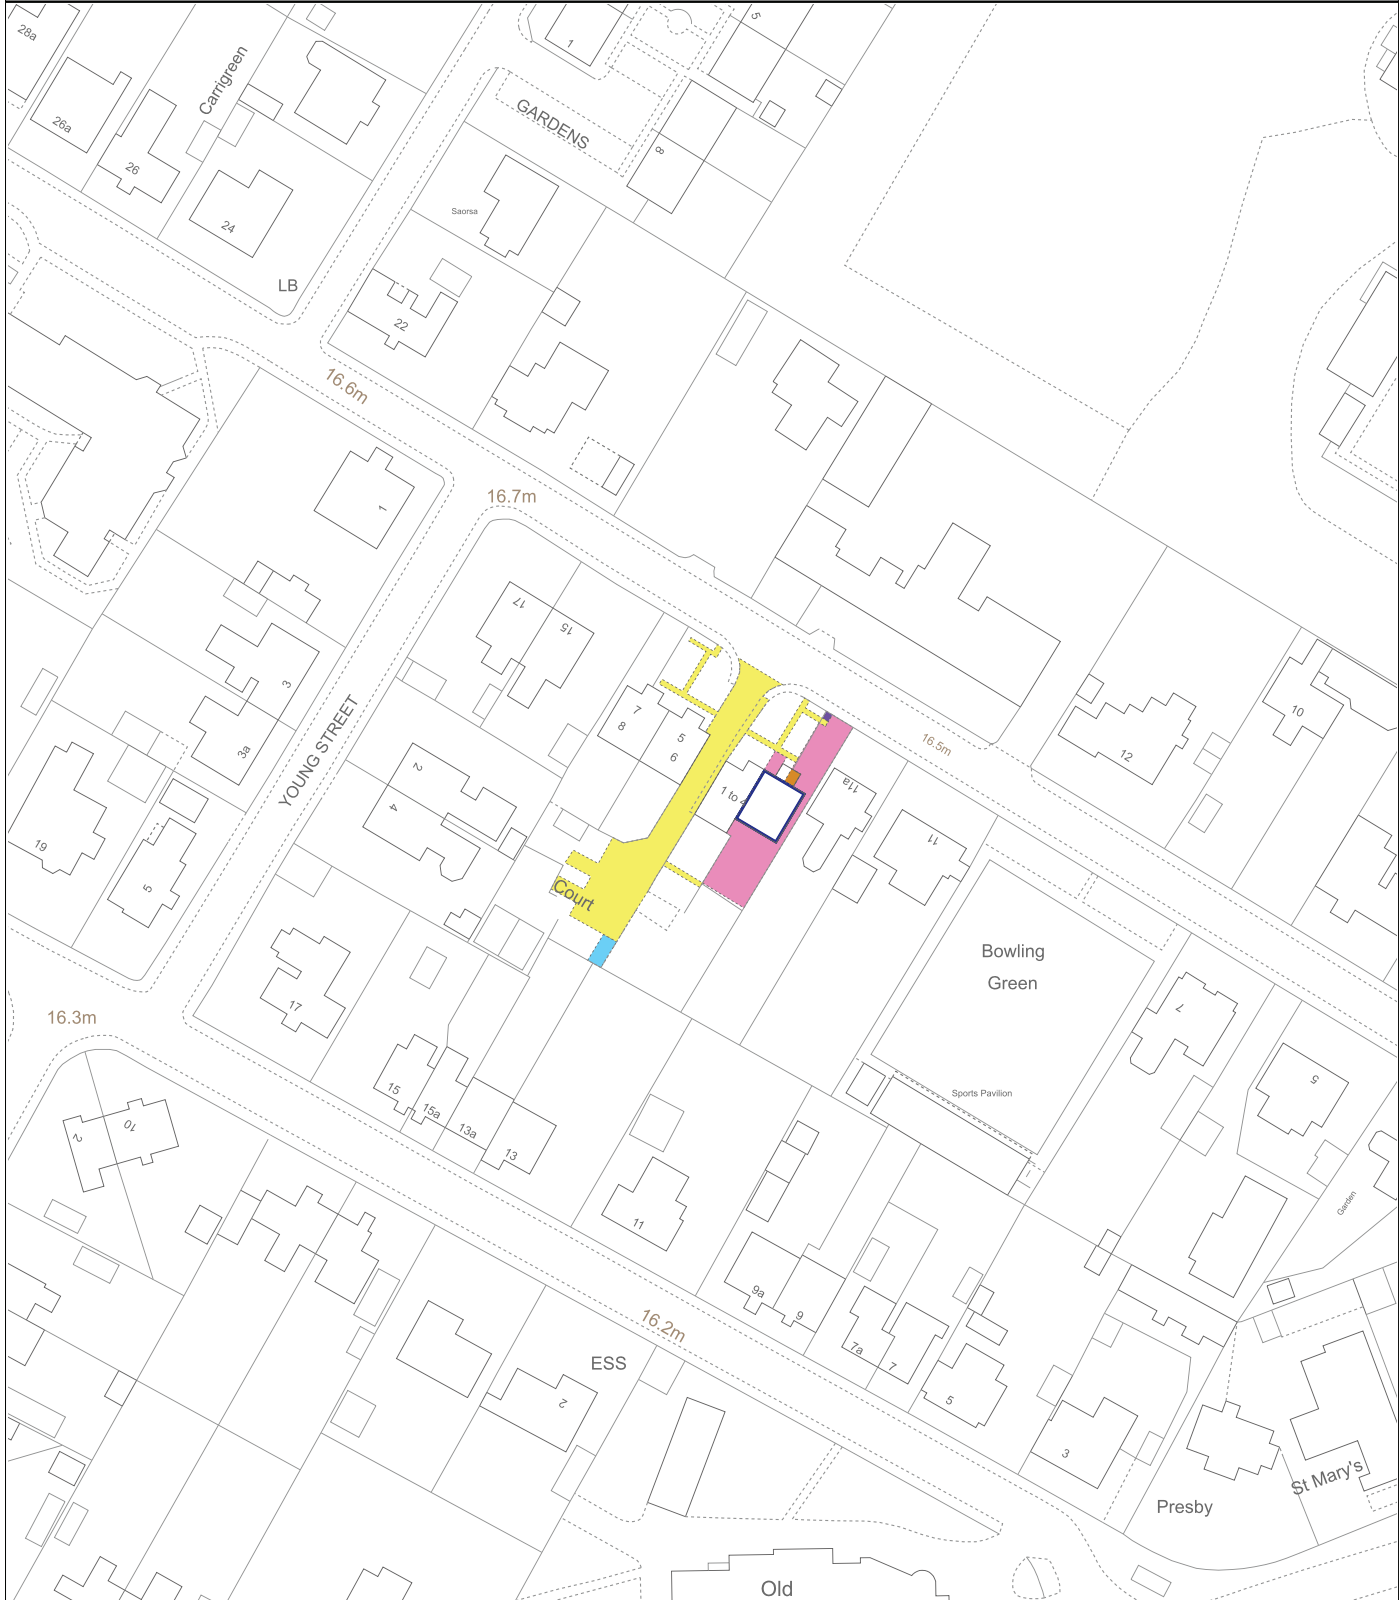 28a
26a
26
Carrigreen
24
LB
1
GARDENS
5
8
Saorsa
22
16.6m
16.7m
1
17
15
3
3a
YOUNG STREET
19
5
2
4
7
8
5
6
1 to 4
11a
11
16.5m
12
10
Court
Bowling
Green
Sports Pavilion
7
5
Garden
17
16.3m
15
15a
13a
13
2
10
11
9a
9
7a
7
5
3
16.2m
ESS
2
Presby
St Mary's
Old